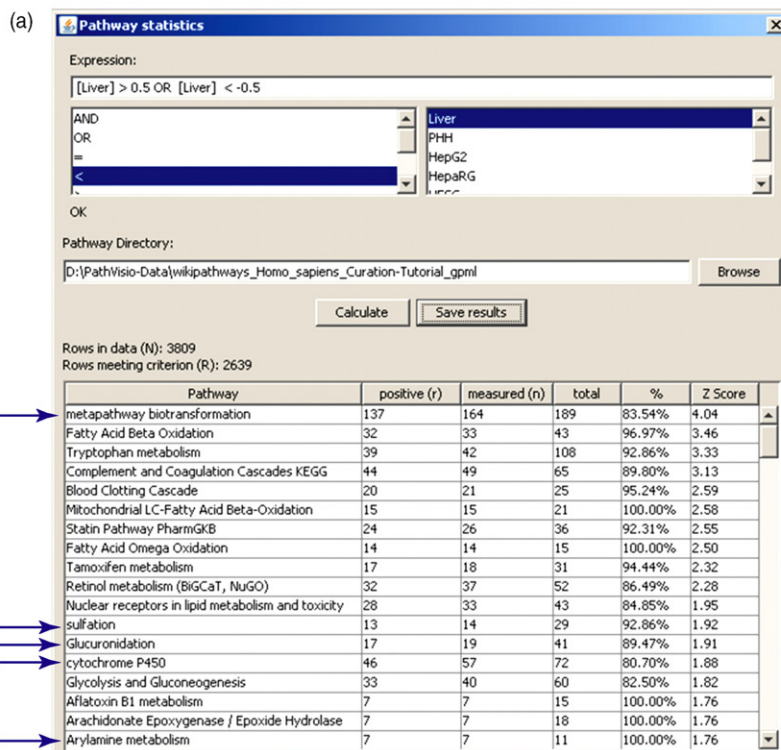 (a)
Pathway statistics
Expression:
[Liver] > 0.5 OR [Liver] < -0.5
AND
OR
=
<
Liver
PHH
HepG2
HepaRG
OK
Pathway Directory:
D:\PathVisio-Data\wikipathways_Homo_sapiens_Curation-Tutorial_gpml
Browse
Calculate Save results
Rows in data (N): 3809
Rows meeting criterion (R): 2639
Pathway positive (r) measured (n) total % Z Score
metapathway biotransformation 137 164 189 83.54% 4.04
Fatty Acid Beta Oxidation 32 33 43 96.97% 3.46
Tryptophan metabolism 39 42 108 92.86% 3.33
Complement and Coagulation Cascades KEGG 44 49 65 89.80% 3.13
Blood Clotting Cascade 20 21 25 95.24% 2.59
Mitochondrial LC-Fatty Acid Beta-Oxidation 15 15 21 100.00% 2.58
Statin Pathway PharmGKB 24 26 36 92.31% 2.55
Fatty Acid Omega Oxidation 14 14 15 100.00% 2.50
Tamoxifen metabolism 17 18 31 94.44% 2.32
Retinol metabolism (BiGCaT, NuGO) 32 37 52 86.49% 2.28
Nuclear receptors in lipid metabolism and toxicity 28 33 43 84.85% 1.95
sulfation 13 14 29 92.86% 1.92
Glucuronidation 17 19 41 89.47% 1.91
cytochrome P450 46 57 72 80.70% 1.88
Glycolysis and Gluconeogenesis 33 40 60 82.50% 1.82
Aflatoxin B1 metabolism 7 7 15 100.00% 1.76
Arachidonate Epoxygenase / Epoxide Hydrolase 7 7 18 100.00% 1.76
Arylamine metabolism 7 7 11 100.00% 1.76